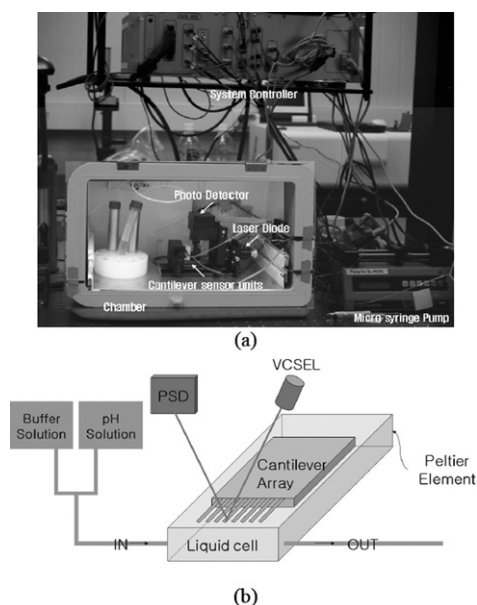 System Controller
Photo Detector
Laser Diode
Cantilever sensor units
Chamber
Micro syringe Pump
(a)
VCSEL
PSD
Buffer
Solution
pH
Solution
Cantilever
Array
Peltier
Element
IN
Liquid cell
OUT
(b)